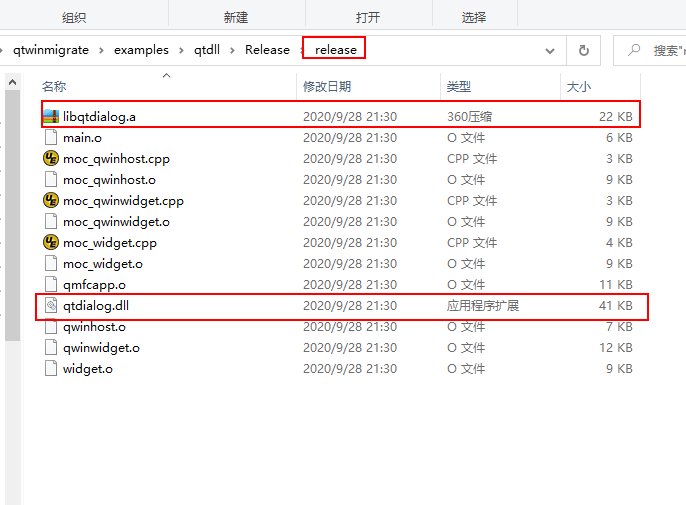 组织 新建 打开 选择
qtwinmigrate > examples > qtdll > Release > release 搜索"r
名称 修改日期 类型 大小
libqtdialog.a 2020/9/28 21:30 360压缩 22 KB
main.o 2020/9/28 21:30 O 文件 6 KB
moc_qwinhost.cpp 2020/9/28 21:30 CPP 文件 3 KB
moc_qwinhost.o 2020/9/28 21:30 O 文件 9 KB
moc_qwinwidget.cpp 2020/9/28 21:30 CPP 文件 3 KB
moc_qwinwidget.o 2020/9/28 21:30 O 文件 9 KB
moc_widget.cpp 2020/9/28 21:30 CPP 文件 4 KB
moc_widget.o 2020/9/28 21:30 O 文件 9 KB
qmfcapp.o 2020/9/28 21:30 O 文件 11 KB
qtdialog.dll 2020/9/28 21:30 应用程序扩展 41 KB
qwinhost.o 2020/9/28 21:30 O 文件 7 KB
qwinwidget.o 2020/9/28 21:30 O 文件 12 KB
widget.o 2020/9/28 21:30 O 文件 9 KB